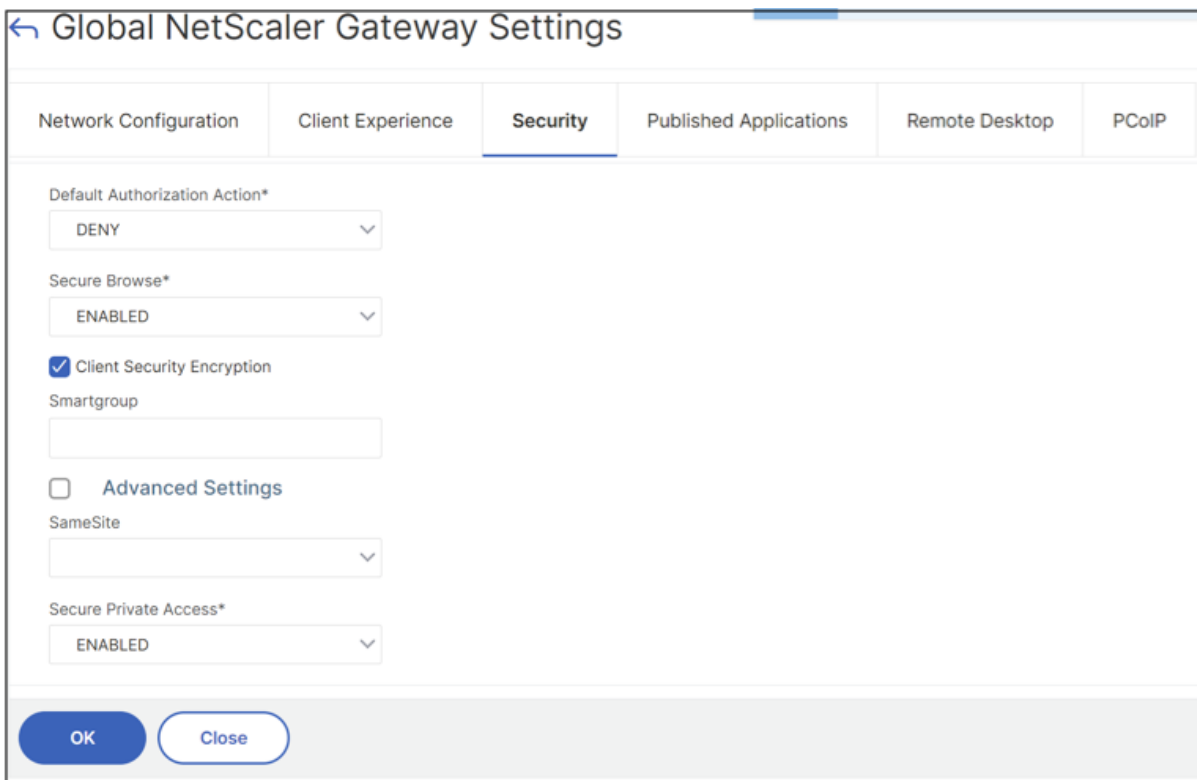 Global NetScaler Gateway Settings
Network Configuration Client Experience Security Published Applications Remote Desktop PCoIP
Default Authorization Action*
DENY
Secure Browse*
ENABLED
Client Security Encryption
Smartgroup
Advanced Settings
SameSite
Secure Private Access*
ENABLED
OK Close